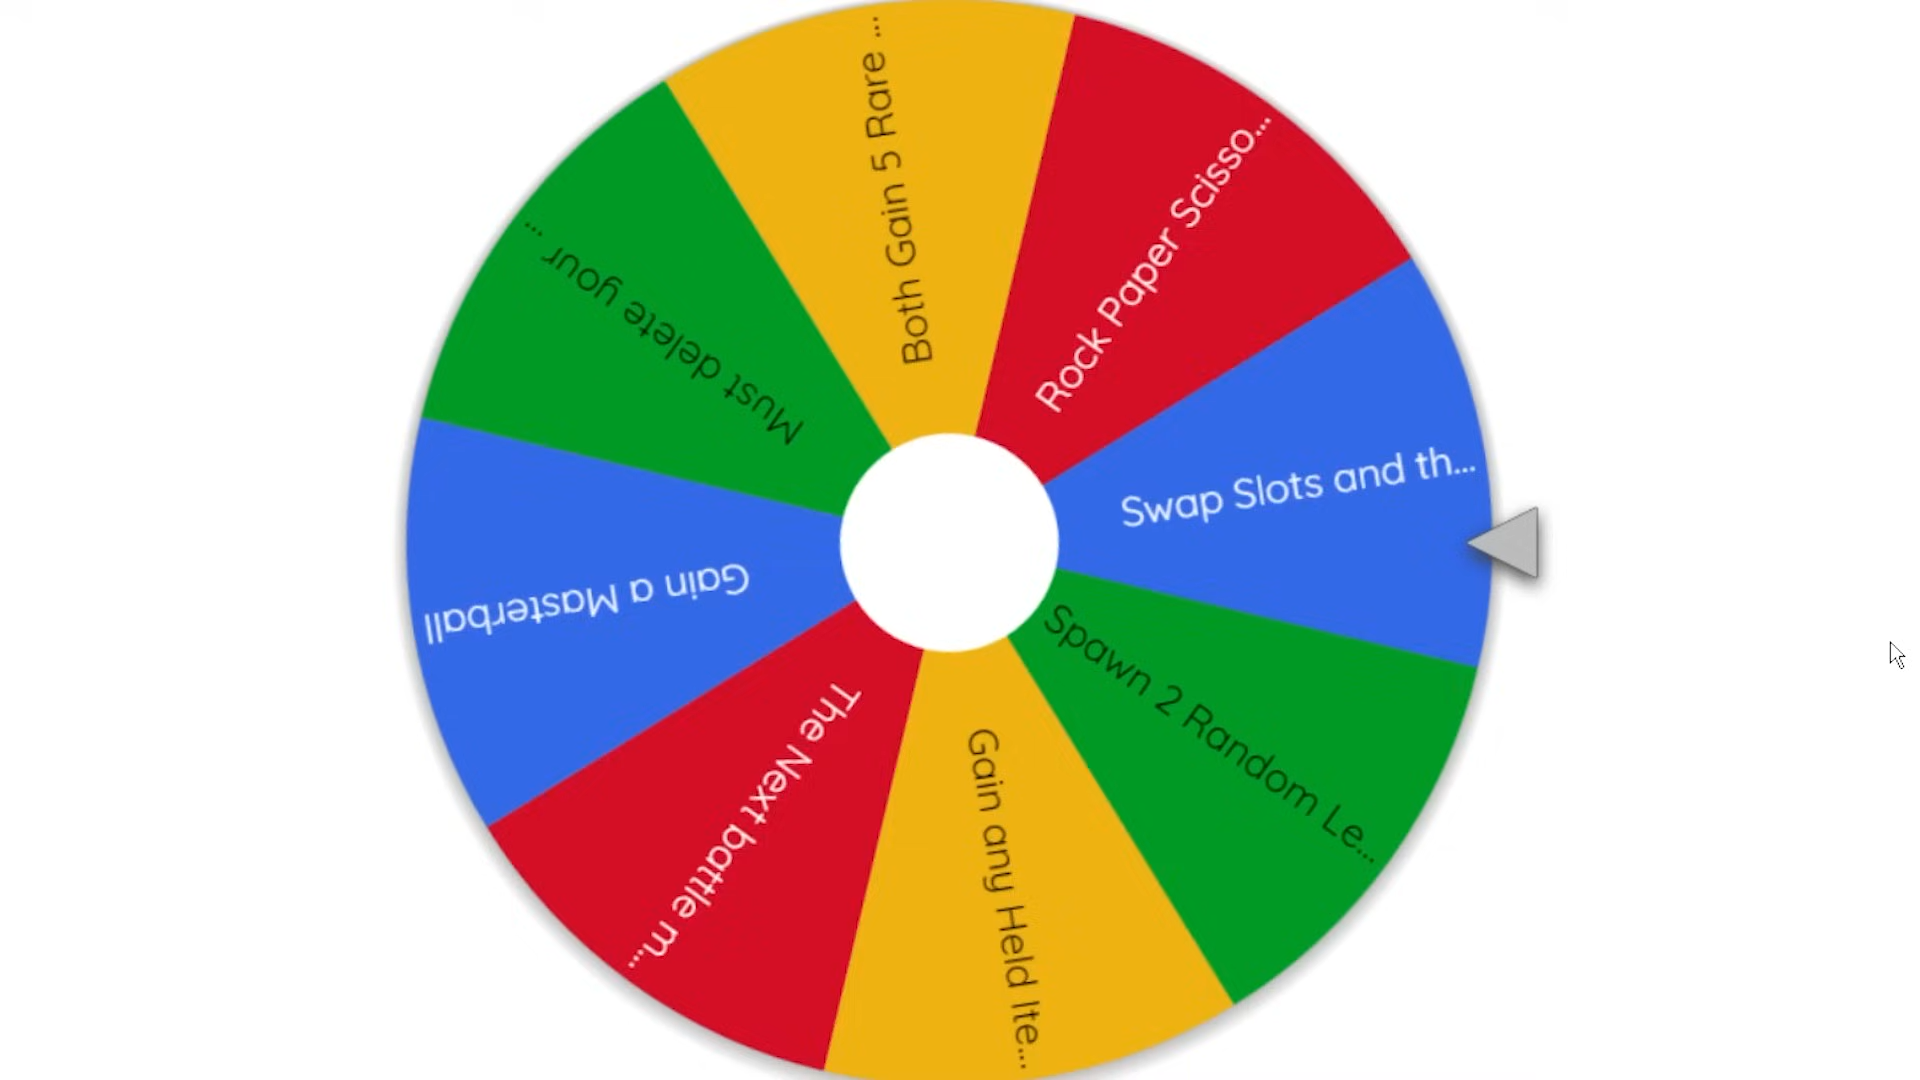 Both Gain 5 Rare ...
Rock Paper Scisso...
Swap Slots and th...
Spawn 2 Random Le...
Gain any Held Ite...
The Next battle m...
Gain a Masterball
Must delete your ...